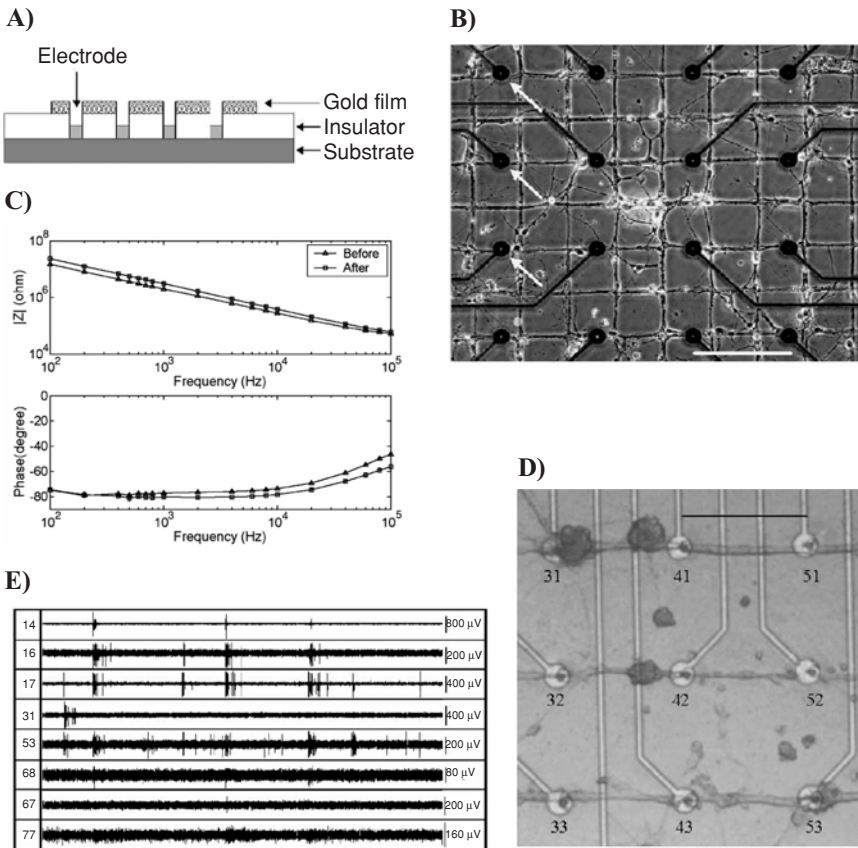 A)
Electrode
Gold film
Insulator
Substrate
B)
C)
10^8
10^6
10^4
|Z| (ohm)
Before
After
10^2 10^3 10^4 10^5
Frequency (Hz)
0
-20
-40
-60
-80
Phase(degree)
10^2 10^3 10^4 10^5
Frequency (Hz)
D)
31 41 51
32 42 52
33 43 53
E)
14 800 μV
16 200 μV
17 400 μV
31 400 μV
53 200 μV
68 80 μV
67 200 μV
77 160 μV